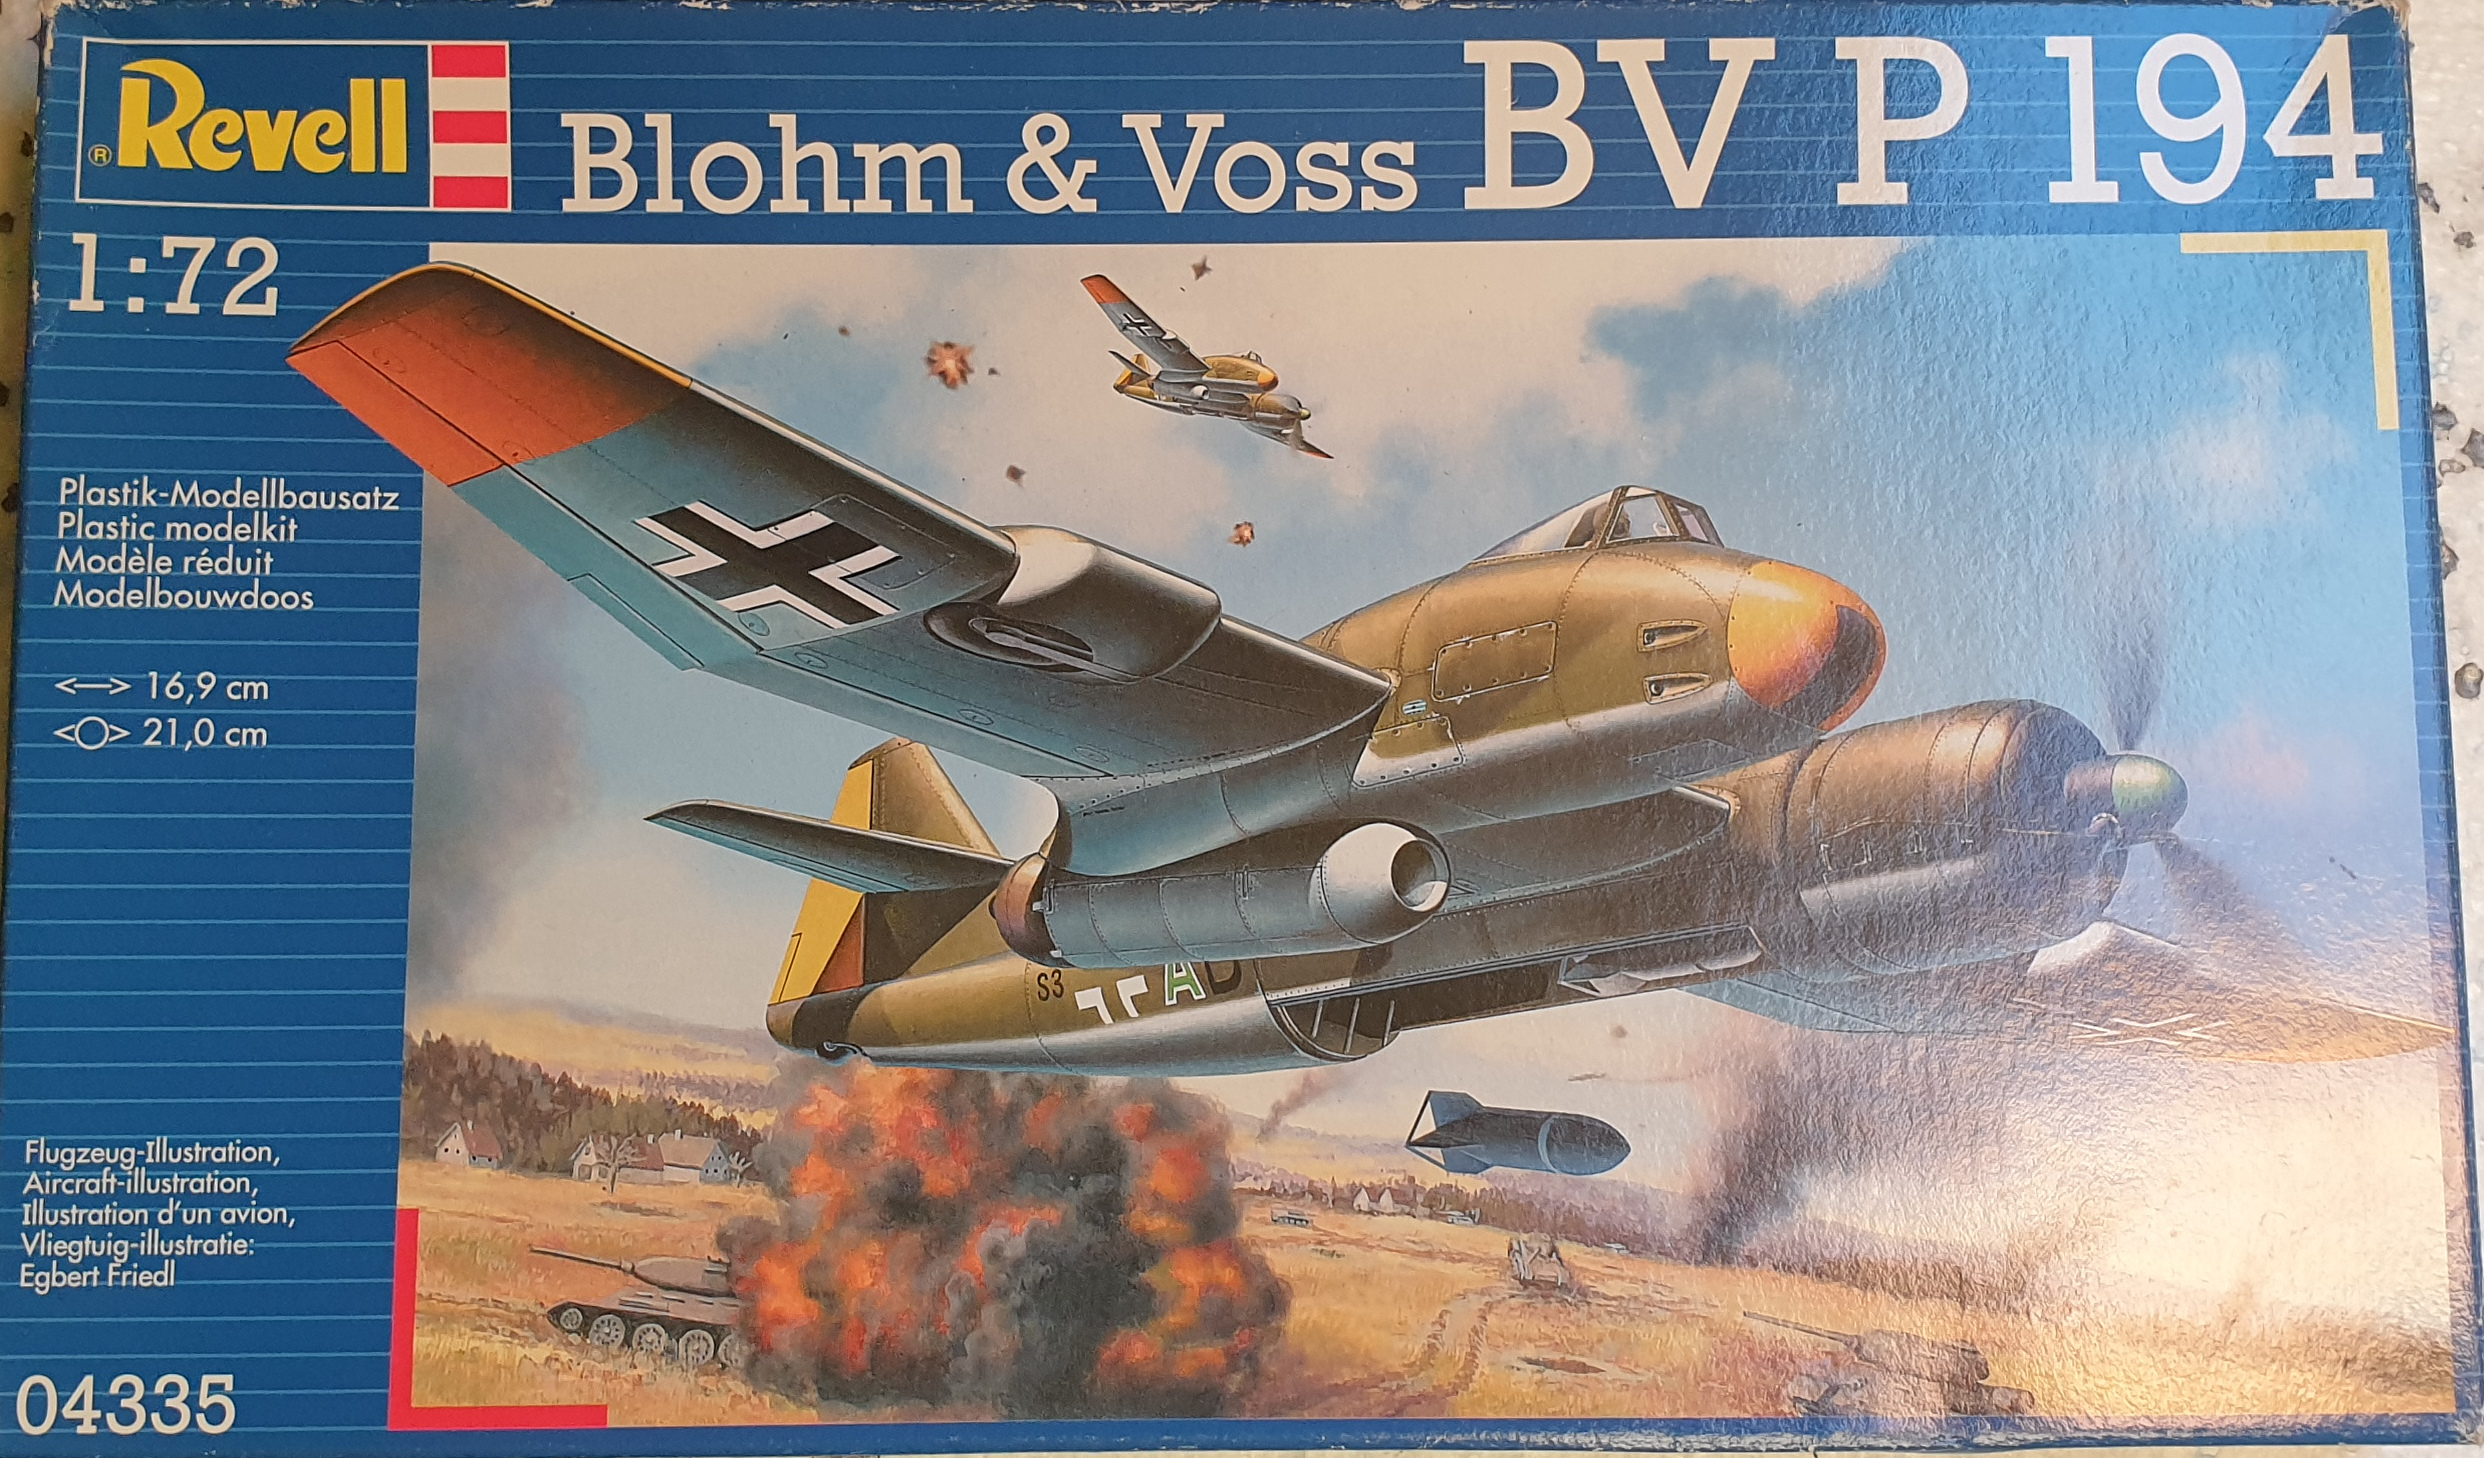 ® Revell
Blohm & Voss BV P 194
1:72
Plastik-Modellbausatz
Plastic modelkit
Modèle réduit
Modelbouwdoos
<—> 16,9 cm
<O> 21,0 cm
S3
A
Flugzeug-Illustration,
Aircraft-illustration,
Illustration d'un avion,
Vliegtuig-illustratie:
Egbert Friedl
04335